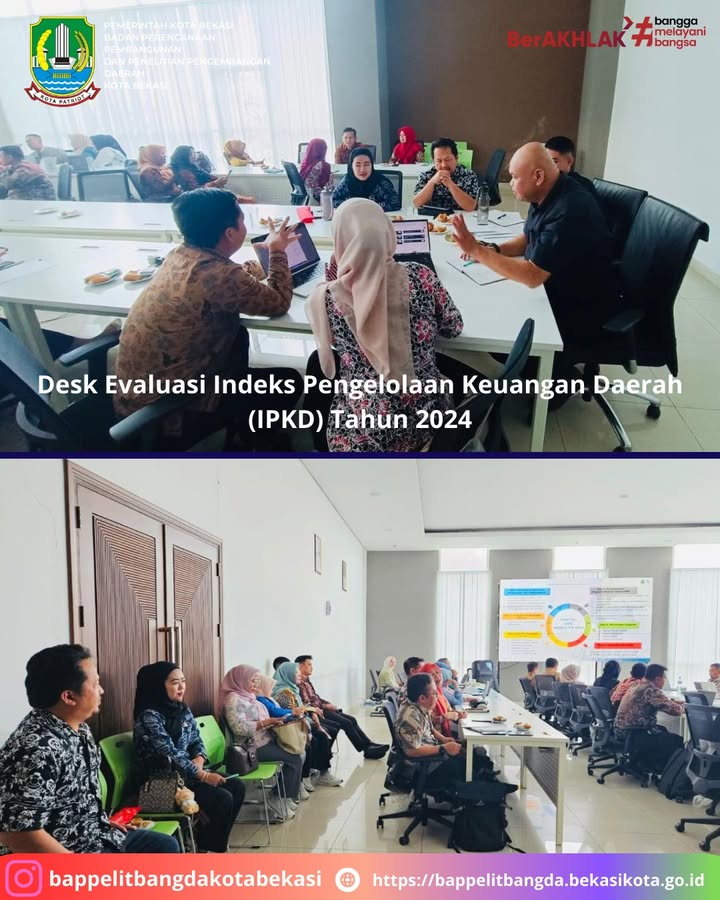 PEMERINTAH KOTA BEKASI
BADAN PERENCANAAN
PEMBANGUNAN
DAN PENELITIAN PENGEMBANGAN
DAERAH
KOTA BEKASI
KOTA PATRIOT
BerAKHLAK
#bangga
melayani
bangsa
Desk Evaluasi Indeks Pengelolaan Keuangan Daerah
(IPKD) Tahun 2024
bappelitbangdakotabekasi
https://bappelitbangda.bekasikota.go.id